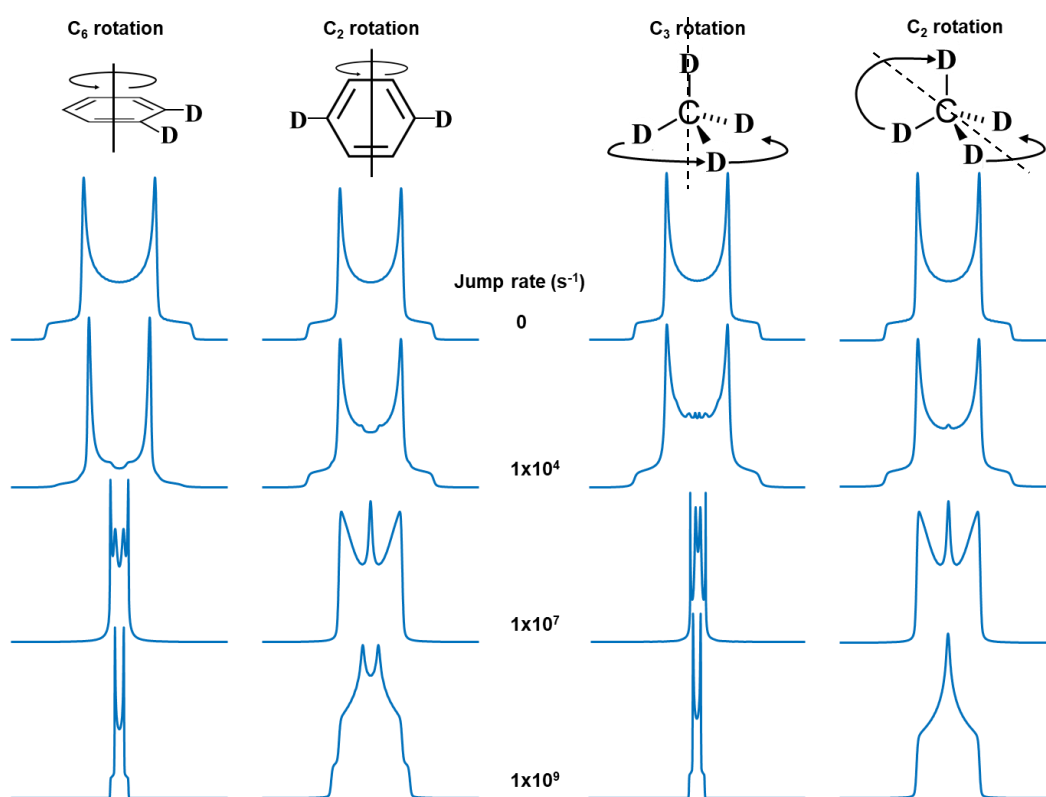 C₆ rotation
C₂ rotation
C₃ rotation
C₂ rotation
D
D
D
D
D
C
D
D
D
D
C
D
D
D
Jump rate (s⁻¹)
0
1x10⁴
1x10⁷
1x10⁹